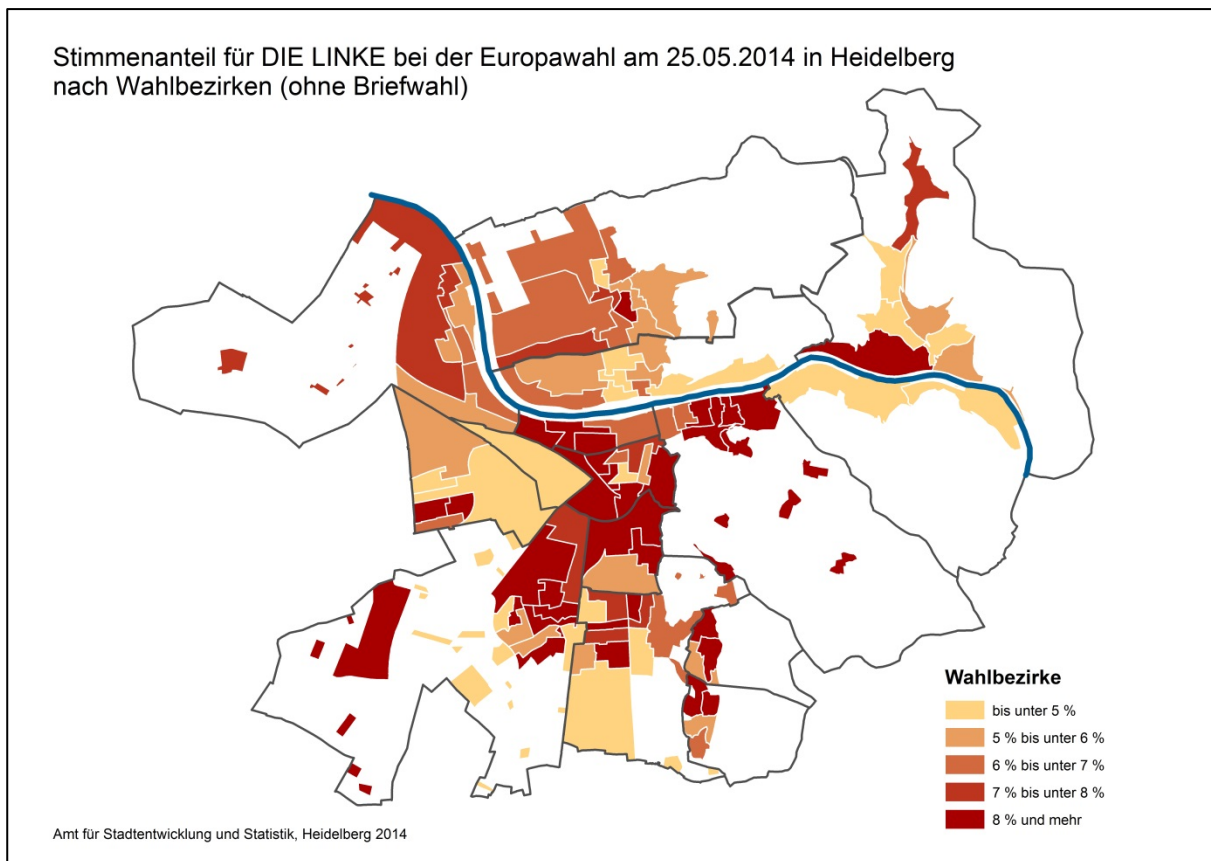 Stimmenanteil für DIE LINKE bei der Europawahl am 25.05.2014 in Heidelberg
nach Wahlbezirken (ohne Briefwahl)
Wahlbezirke
bis unter 5 %
5 % bis unter 6 %
6 % bis unter 7 %
7 % bis unter 8 %
8 % und mehr
Amt für Stadtentwicklung und Statistik, Heidelberg 2014